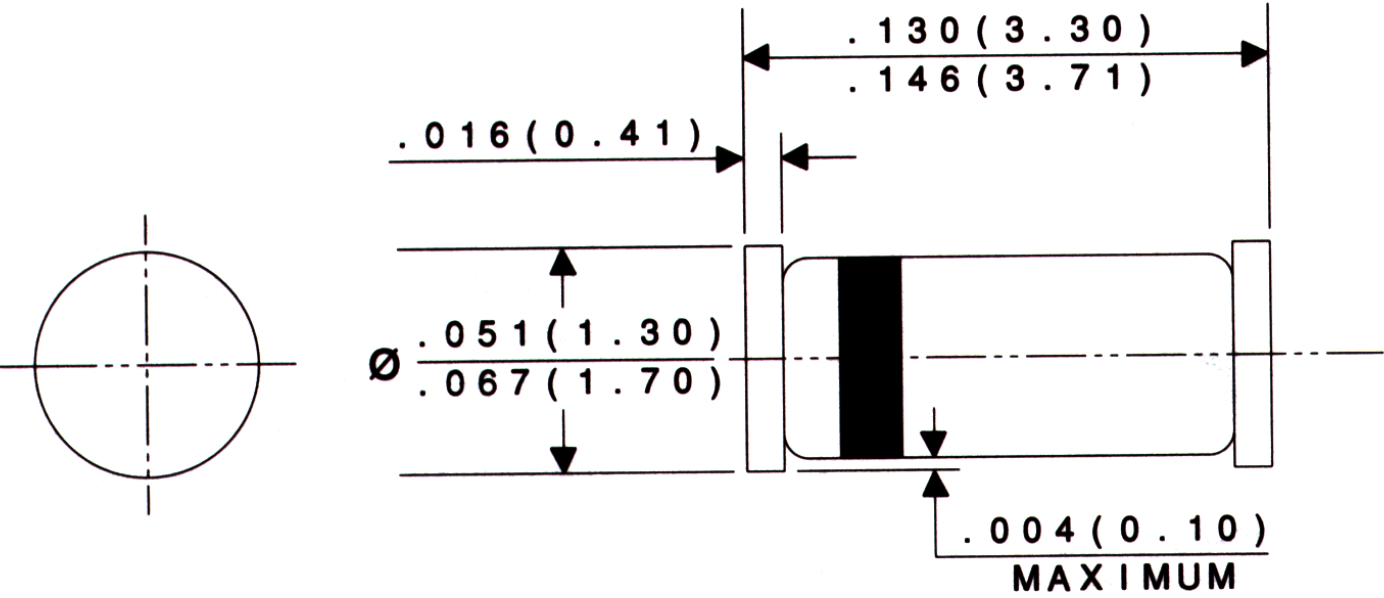 .130(3.30)
.146(3.71)
.016(0.41)
Ø .051(1.30)
.067(1.70)
.004(0.10)
MAXIMUM